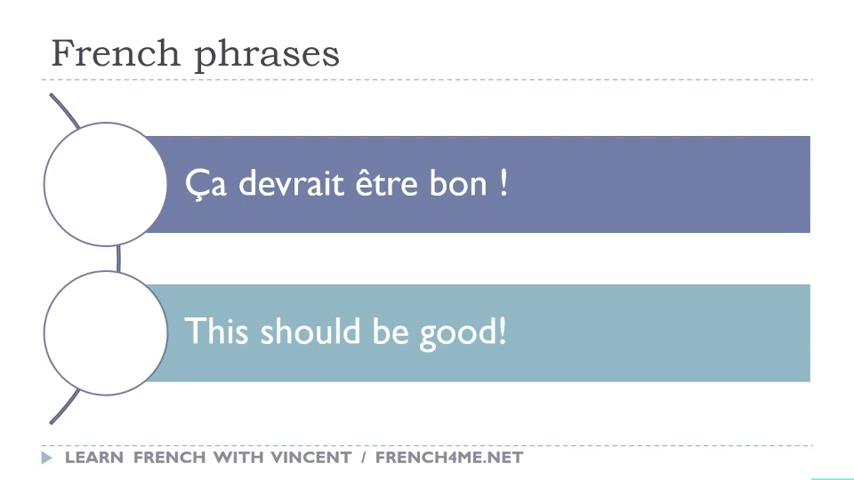 French phrases
Ça devrait être bon !
This should be good!
LEARN FRENCH WITH VINCENT / FRENCH4ME.NET